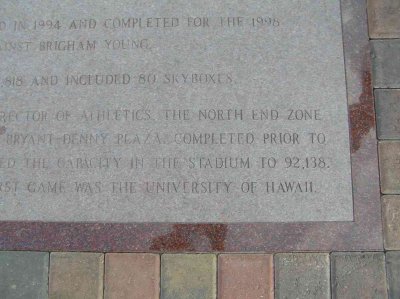 D IN 1994 AND COMPLETED FOR THE 1998
AINST BRIGHAM YOUNG.
818 AND INCLUDED 80 SKYBOXES.
RECTOR OF ATHLETICS, THE NORTH END ZONE
BRYANT-DENNY PLAZA, COMPLETED PRIOR TO
ED THE CAPACITY IN THE STADIUM TO 92,138.
RST GAME WAS THE UNIVERSITY OF HAWAII.